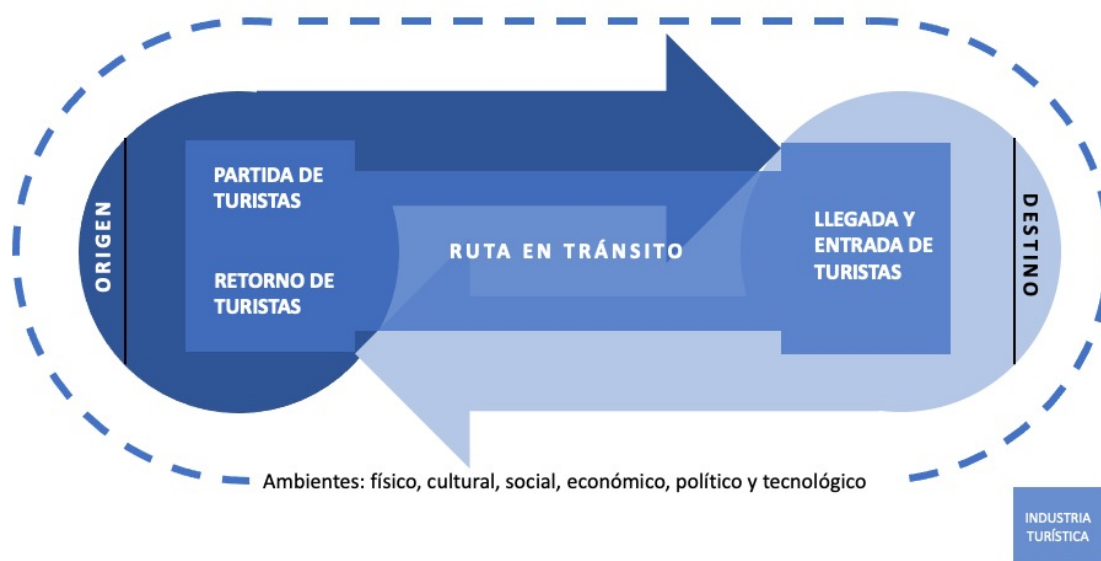 ORIGEN
PARTIDA DE
TURISTAS
RETORNO DE
TURISTAS
RUTA EN TRÁNSITO
LLEGADA Y
ENTRADA DE
TURISTAS
DESTINO
Ambientes: físico, cultural, social, económico, político y tecnológico
INDUSTRIA
TURÍSTICA